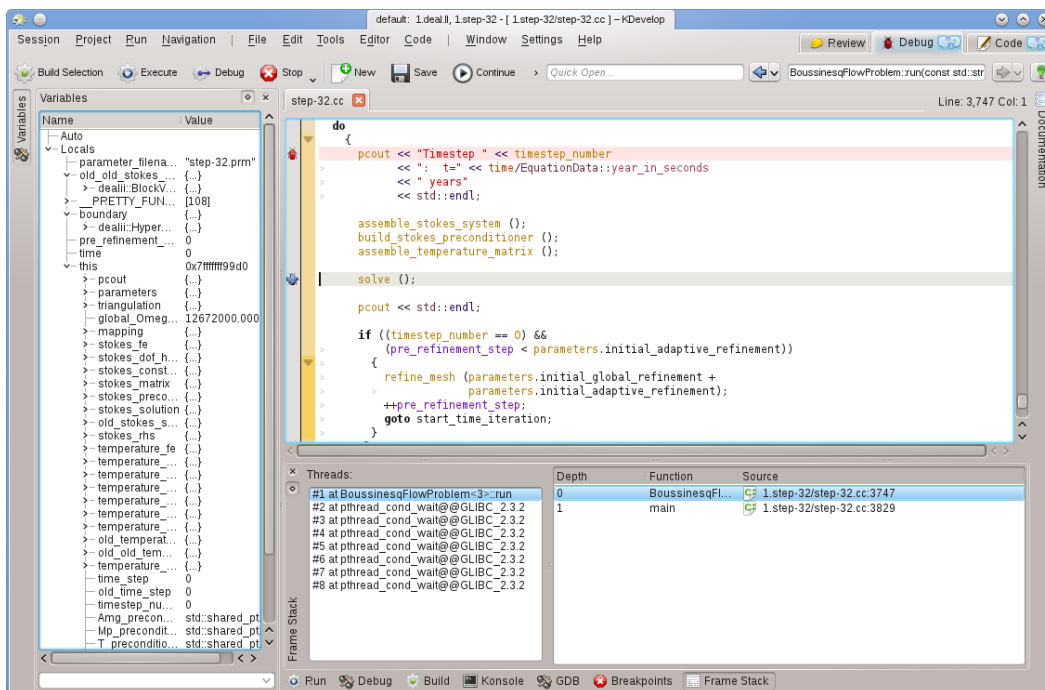 default: 1.deal.II, 1.step-32 - [ 1.step-32/step-32.cc ] – KDevelop
Session Project Run Navigation | File Edit Tools Editor Code | Window Settings Help
Review Debug Code
Build Selection Execute Debug Stop New Save Continue Quick Open... BoussinesqFlowProblem::run(const std::str
Variables
Variables
Name Value
Auto
Locals
parameter_filena... "step-32.prm"
old_old_stokes_... {...}
dealii::BlockV... {...}
__PRETTY_FUN... [108]
boundary {...}
dealii::Hyper... {...}
pre_refinement_... 0
time 0
this 0x7fffffff99d0
pcout {...}
parameters {...}
triangulation {...}
global_Omeg... 12672000.000
mapping {...}
stokes_fe {...}
stokes_dof_h... {...}
stokes_const... {...}
stokes_matrix {...}
stokes_preco... {...}
stokes_solution {...}
old_stokes_s... {...}
stokes_rhs {...}
temperature_fe {...}
temperature_... {...}
temperature_... {...}
temperature_... {...}
temperature_... {...}
temperature_... {...}
temperature_... {...}
old_temperat... {...}
old_old_tem... {...}
temperature_... {...}
time_step 0
old_time_step 0
timestep_nu... 0
Amg_precon... std::shared_pt
Mp_precondit... std::shared_pt
T_preconditio... std::shared_pt
step-32.cc
Line: 3,747 Col: 1
Documentation
do
{
pcout << "Timestep " << timestep_number
<< ":  t=" << time/EquationData::year_in_seconds
<< " years"
<< std::endl;
assemble_stokes_system ();
build_stokes_preconditioner ();
assemble_temperature_matrix ();
solve ();
pcout << std::endl;
if ((timestep_number == 0) &&
(pre_refinement_step < parameters.initial_adaptive_refinement))
{
refine_mesh (parameters.initial_global_refinement +
parameters.initial_adaptive_refinement);
++pre_refinement_step;
goto start_time_iteration;
}
Frame Stack
Threads:
#1 at BoussinesqFlowProblem<3>::run
#2 at pthread_cond_wait@@GLIBC_2.3.2
#3 at pthread_cond_wait@@GLIBC_2.3.2
#4 at pthread_cond_wait@@GLIBC_2.3.2
#5 at pthread_cond_wait@@GLIBC_2.3.2
#6 at pthread_cond_wait@@GLIBC_2.3.2
#7 at pthread_cond_wait@@GLIBC_2.3.2
#8 at pthread_cond_wait@@GLIBC_2.3.2
Depth Function Source
0 BoussinesqFl... 1.step-32/step-32.cc:3747
1 main 1.step-32/step-32.cc:3829
Run Debug Build Konsole GDB Breakpoints Frame Stack